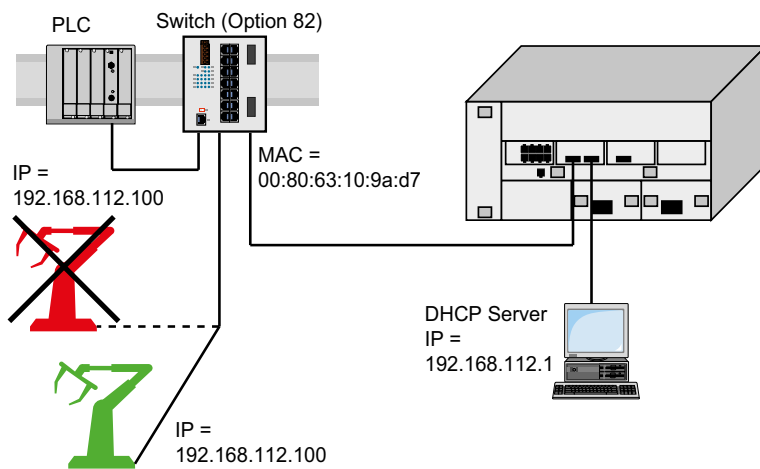 PLC
Switch (Option 82)
MAC =
00:80:63:10:9a:d7
IP =
192.168.112.100
DHCP Server
IP =
192.168.112.1
IP =
192.168.112.100